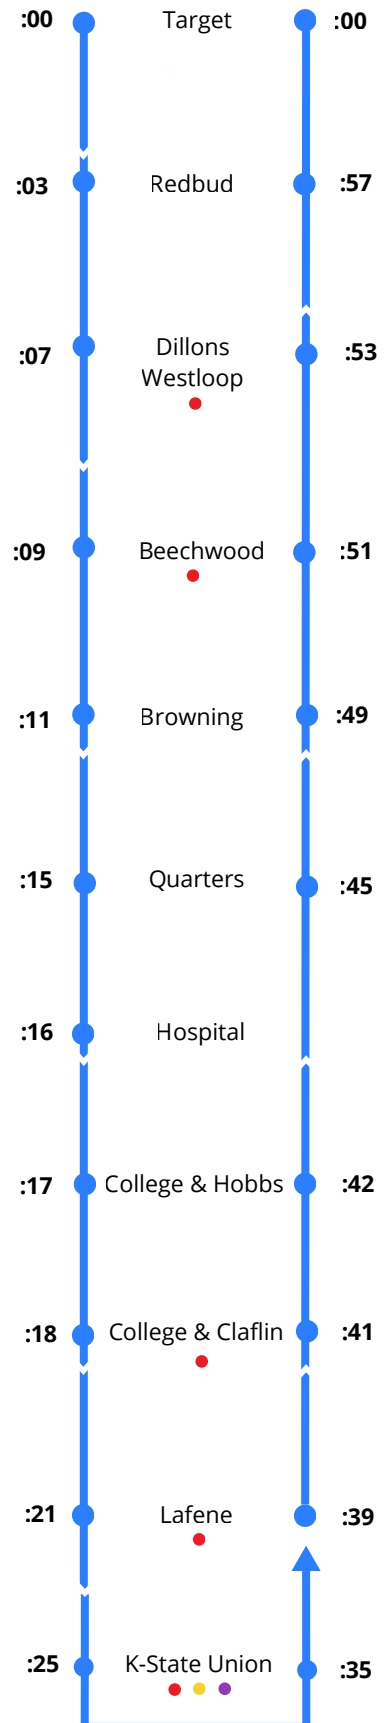 :00 Target :00
:03 Redbud :57
:07 Dillons Westloop :53
:09 Beechwood :51
:11 Browning :49
:15 Quarters :45
:16 Hospital
:17 College & Hobbs :42
:18 College & Claflin :41
:21 Lafene :39
:25 K-State Union :35